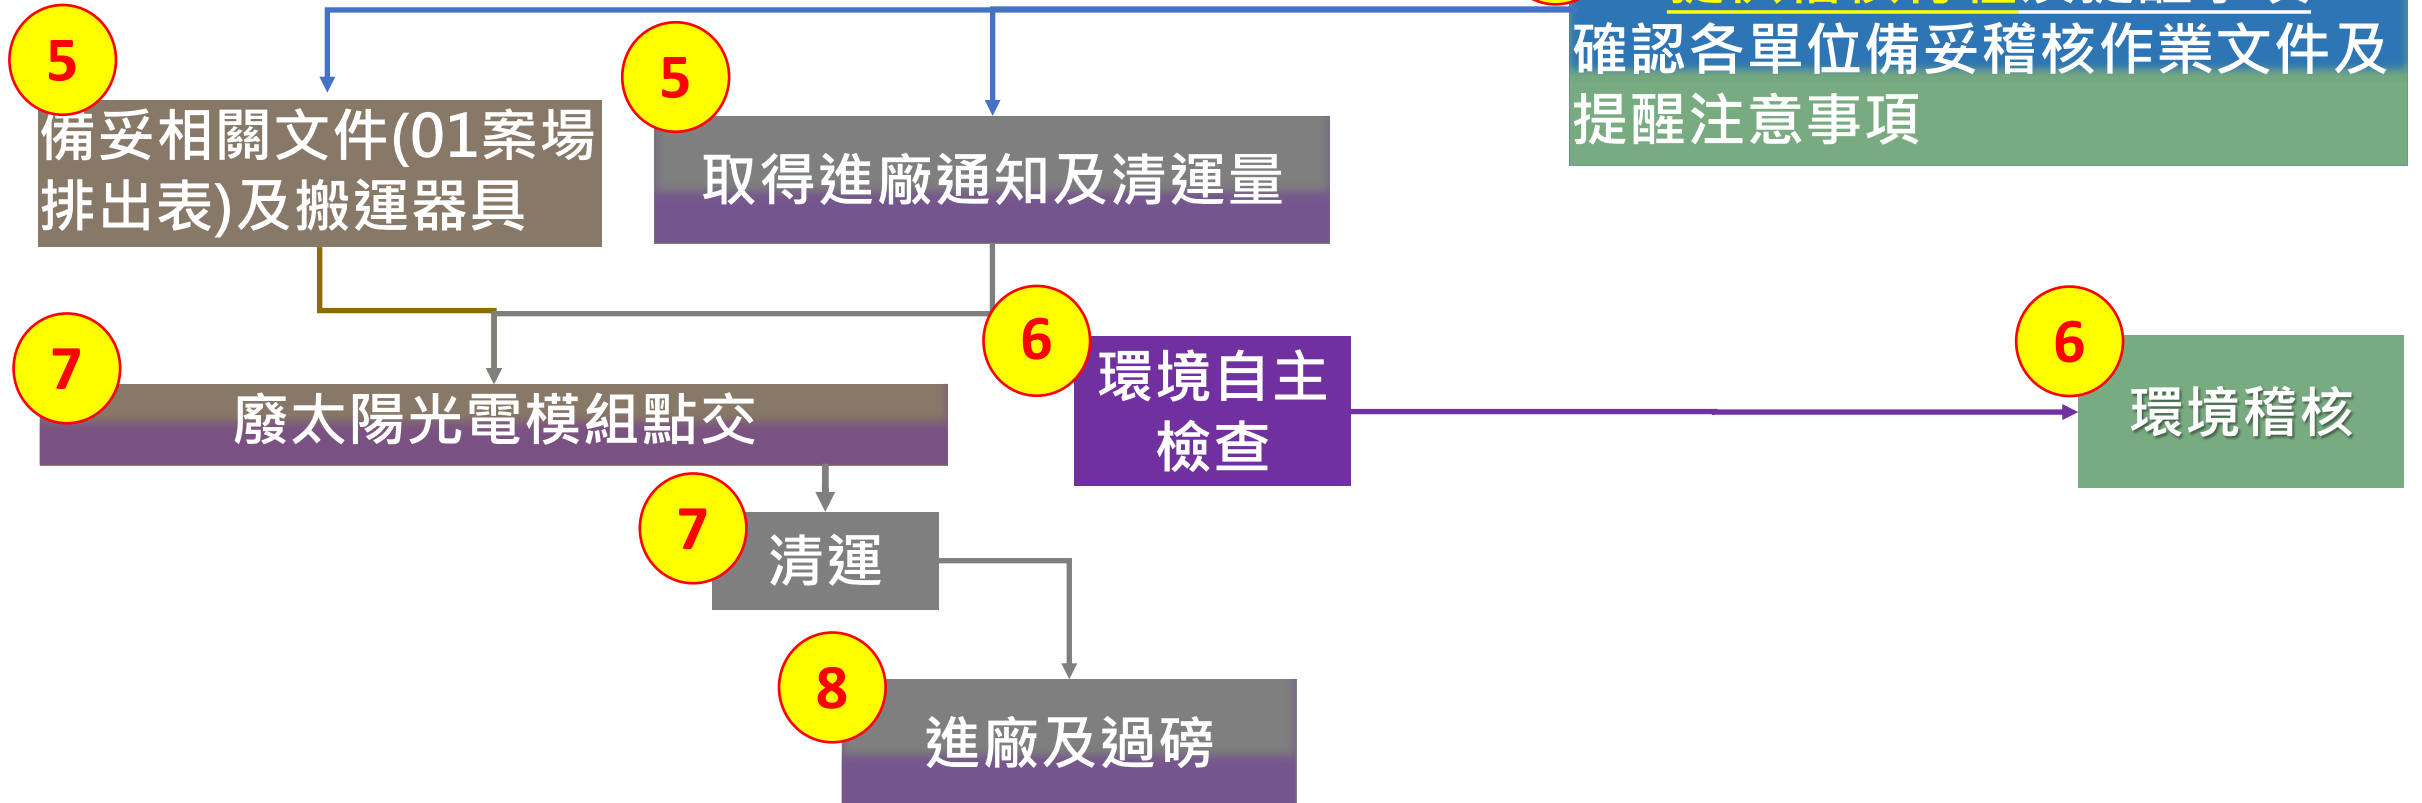 確認各單位備妥稽核作業文件及
提醒注意事項
5
備妥相關文件(01案場
排出表)及搬運器具
5
取得進廠通知及清運量
6
環境自主
檢查
6
環境稽核
7
廢太陽光電模組點交
7
清運
8
進廠及過磅